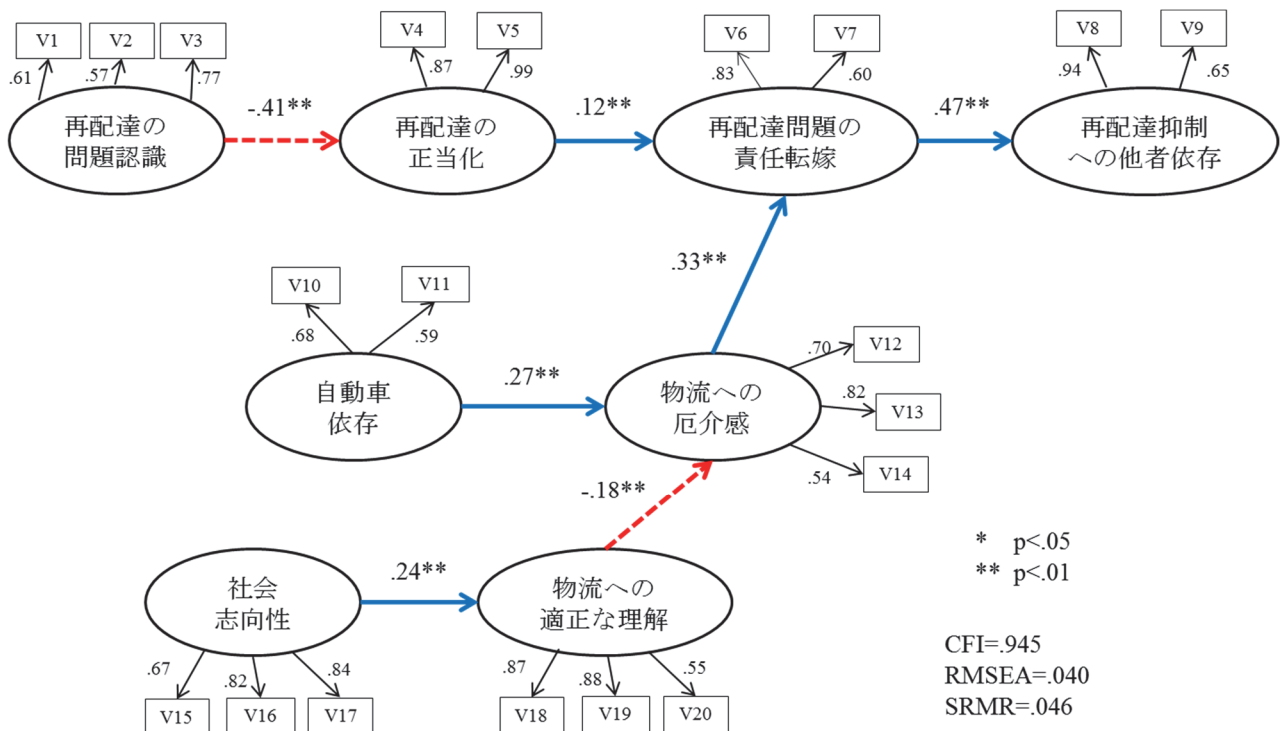 V1
V2
V3
.61
.57
.77
再配達の
問題認識
-.41**
V4
V5
.87
.99
再配達の
正当化
.12**
V6
V7
.83
.60
再配達問題の
責任転嫁
.47**
V8
V9
.94
.65
再配達抑制
への他者依存
.33**
V10
V11
.68
.59
自動車
依存
.27**
物流への
厄介感
.70
V12
.82
V13
.54
V14
-.18**
社会
志向性
.24**
物流への
適正な理解
.67
.82
.84
V15
V16
V17
.87
.88
.55
V18
V19
V20
* p<.05
** p<.01
CFI=.945
RMSEA=.040
SRMR=.046